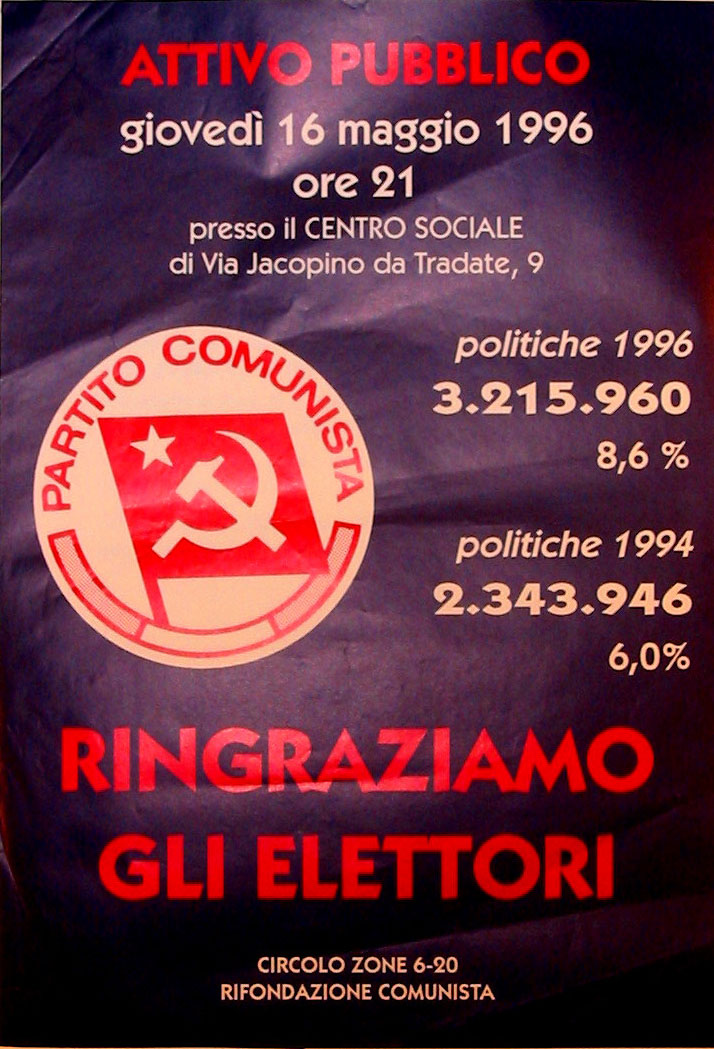 ATTIVO PUBBLICO
giovedì 16 maggio 1996
ore 21
presso il CENTRO SOCIALE
di Via Jacopino da Tradate, 9
PARTITO COMUNISTA
politiche 1996
3.215.960
8,6 %
politiche 1994
2.343.946
6,0%
RINGRAZIAMO
GLI ELETTORI
CIRCOLO ZONE 6-20
RIFONDAZIONE COMUNISTA